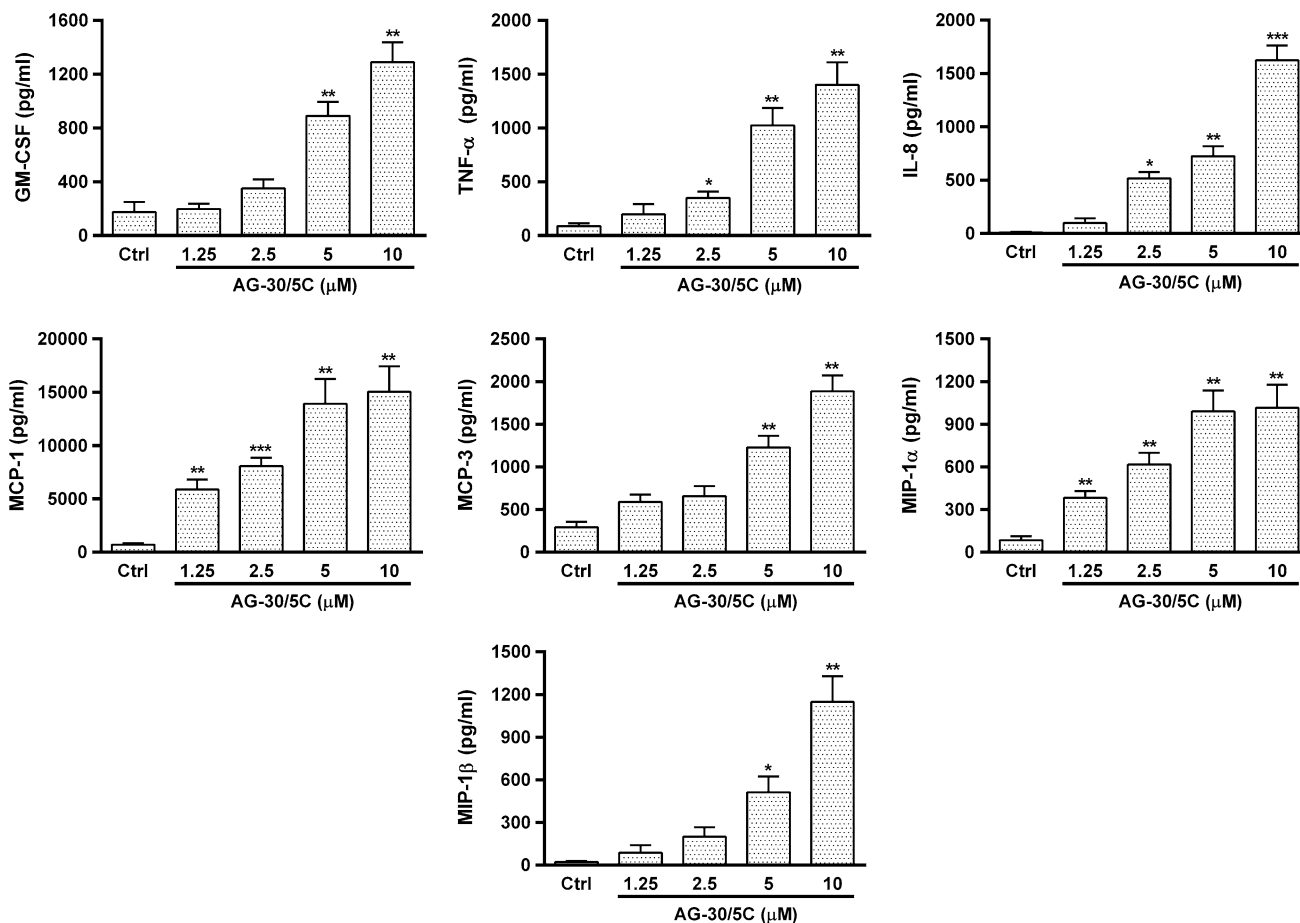 GM-CSF (pg/ml)
1600
1200
800
400
0
** **
Ctrl 1.25 2.5 5 10
AG-30/5C (μM)
TNF-α (pg/ml)
2000
1500
1000
500
0
* ** **
Ctrl 1.25 2.5 5 10
AG-30/5C (μM)
IL-8 (pg/ml)
2000
1500
1000
500
0
* ** ***
Ctrl 1.25 2.5 5 10
AG-30/5C (μM)
MCP-1 (pg/ml)
20000
15000
10000
5000
0
** *** ** **
Ctrl 1.25 2.5 5 10
AG-30/5C (μM)
MCP-3 (pg/ml)
2500
2000
1500
1000
500
0
** **
Ctrl 1.25 2.5 5 10
AG-30/5C (μM)
MIP-1α (pg/ml)
1500
1200
900
600
300
0
** ** ** **
Ctrl 1.25 2.5 5 10
AG-30/5C (μM)
MIP-1β (pg/ml)
1500
1200
900
600
300
0
* **
Ctrl 1.25 2.5 5 10
AG-30/5C (μM)